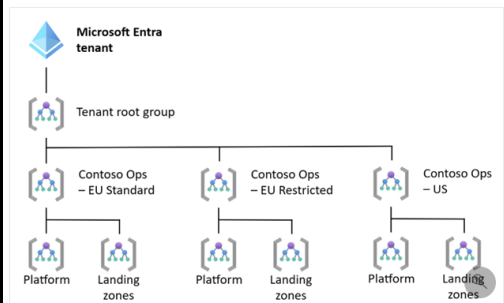 Microsoft Entra
tenant
Tenant root group
Contoso Ops
– EU Standard
Contoso Ops
– EU Restricted
Contoso Ops
– US
Platform
Landing
zones
Platform
Landing
zones
Platform
Landing
zones